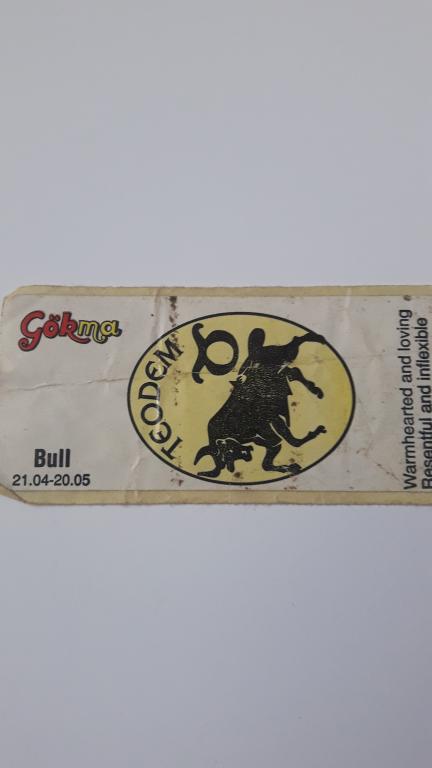 Gökma
TEODEM
Bull
21.04-20.05
Warmhearted and loving
Resentful and inflexible